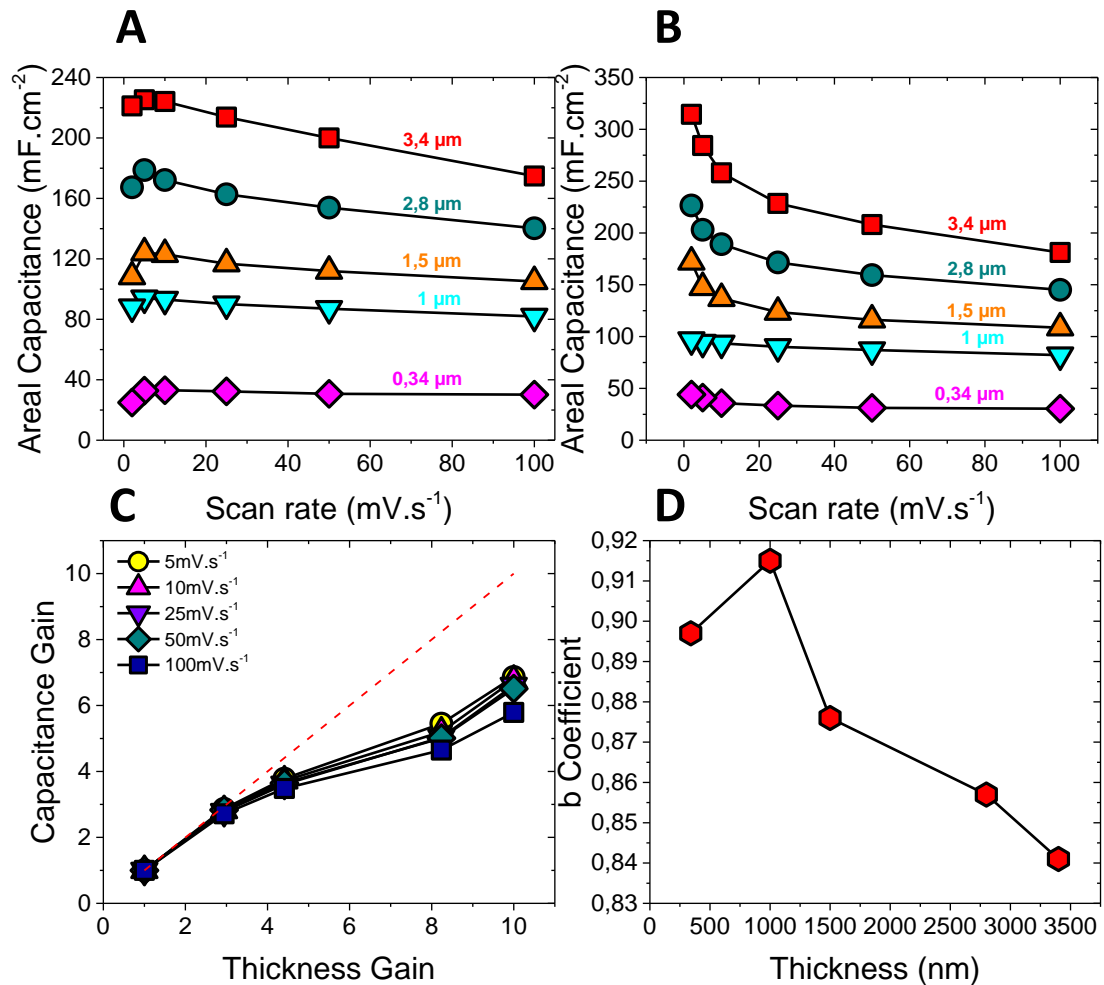 A
B
Areal Capacitance (mF.cm⁻²)
240
200
160
120
80
40
0
3,4 µm
2,8 µm
1,5 µm
1 µm
0,34 µm
0 20 40 60 80 100
Scan rate (mV.s⁻¹)
Areal Capacitance (mF.cm⁻²)
350
300
250
200
150
100
50
0
3,4 µm
2,8 µm
1,5 µm
1 µm
0,34 µm
0 20 40 60 80 100
Scan rate (mV.s⁻¹)
C
D
Capacitance Gain
10
8
6
4
2
0
5mV.s⁻¹
10mV.s⁻¹
25mV.s⁻¹
50mV.s⁻¹
100mV.s⁻¹
0 2 4 6 8 10
Thickness Gain
b Coefficient
0,92
0,91
0,90
0,89
0,88
0,87
0,86
0,85
0,84
0,83
0 500 1000 1500 2000 2500 3000 3500
Thickness (nm)